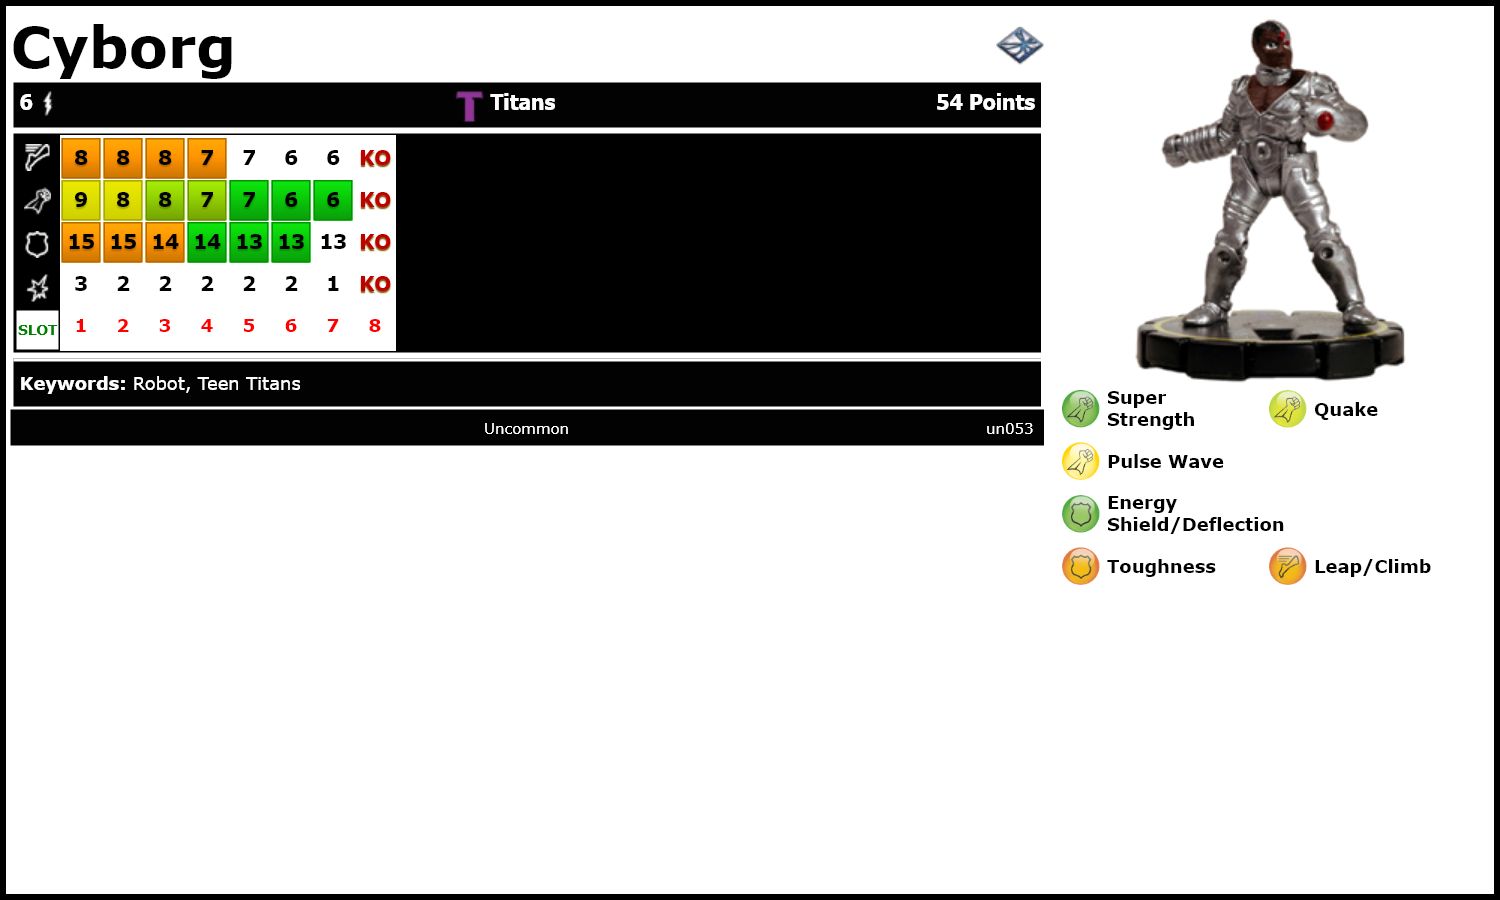 Cyborg
6 Titans 54 Points
8 8 8 7 7 6 6 KO
9 8 8 7 7 6 6 KO
15 15 14 14 13 13 13 KO
3 2 2 2 2 2 1 KO
SLOT 1 2 3 4 5 6 7 8
Keywords: Robot, Teen Titans
Uncommon un053
Super
Strength
Quake
Pulse Wave
Energy
Shield/Deflection
Toughness
Leap/Climb